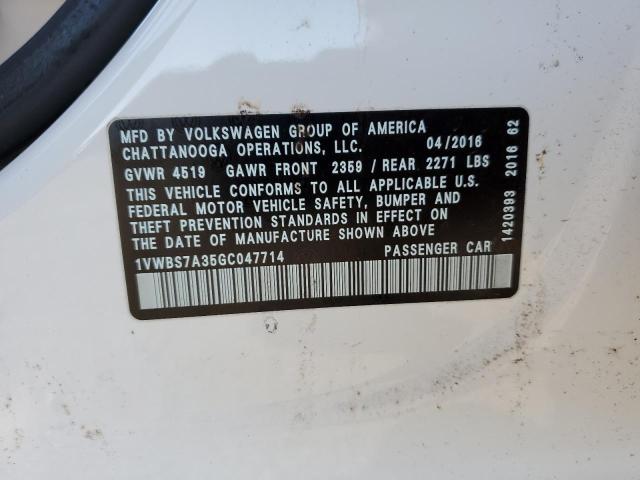 MFD BY VOLKSWAGEN GROUP OF AMERICA
CHATTANOOGA OPERATIONS, LLC. 04/2016
GVWR 4519 GAWR FRONT 2359 / REAR 2271 LBS
THIS VEHICLE CONFORMS TO ALL APPLICABLE U.S.
FEDERAL MOTOR VEHICLE SAFETY, BUMPER AND
THEFT PREVENTION STANDARDS IN EFFECT ON
THE DATE OF MANUFACTURE SHOWN ABOVE
1VWBS7A35GC047714 PASSENGER CAR
1420393 2016 62